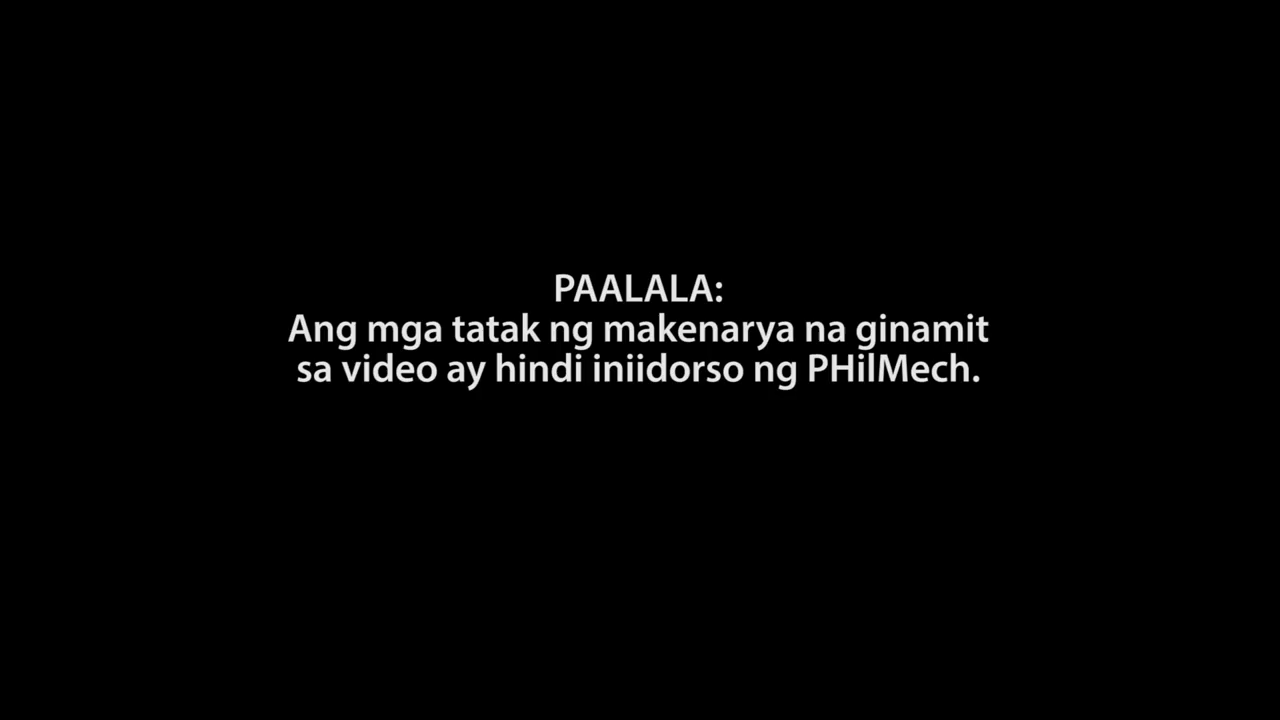 PAALALA:
Ang mga tatak ng makenarya na ginamit
sa video ay hindi iniidorso ng PHilMech.